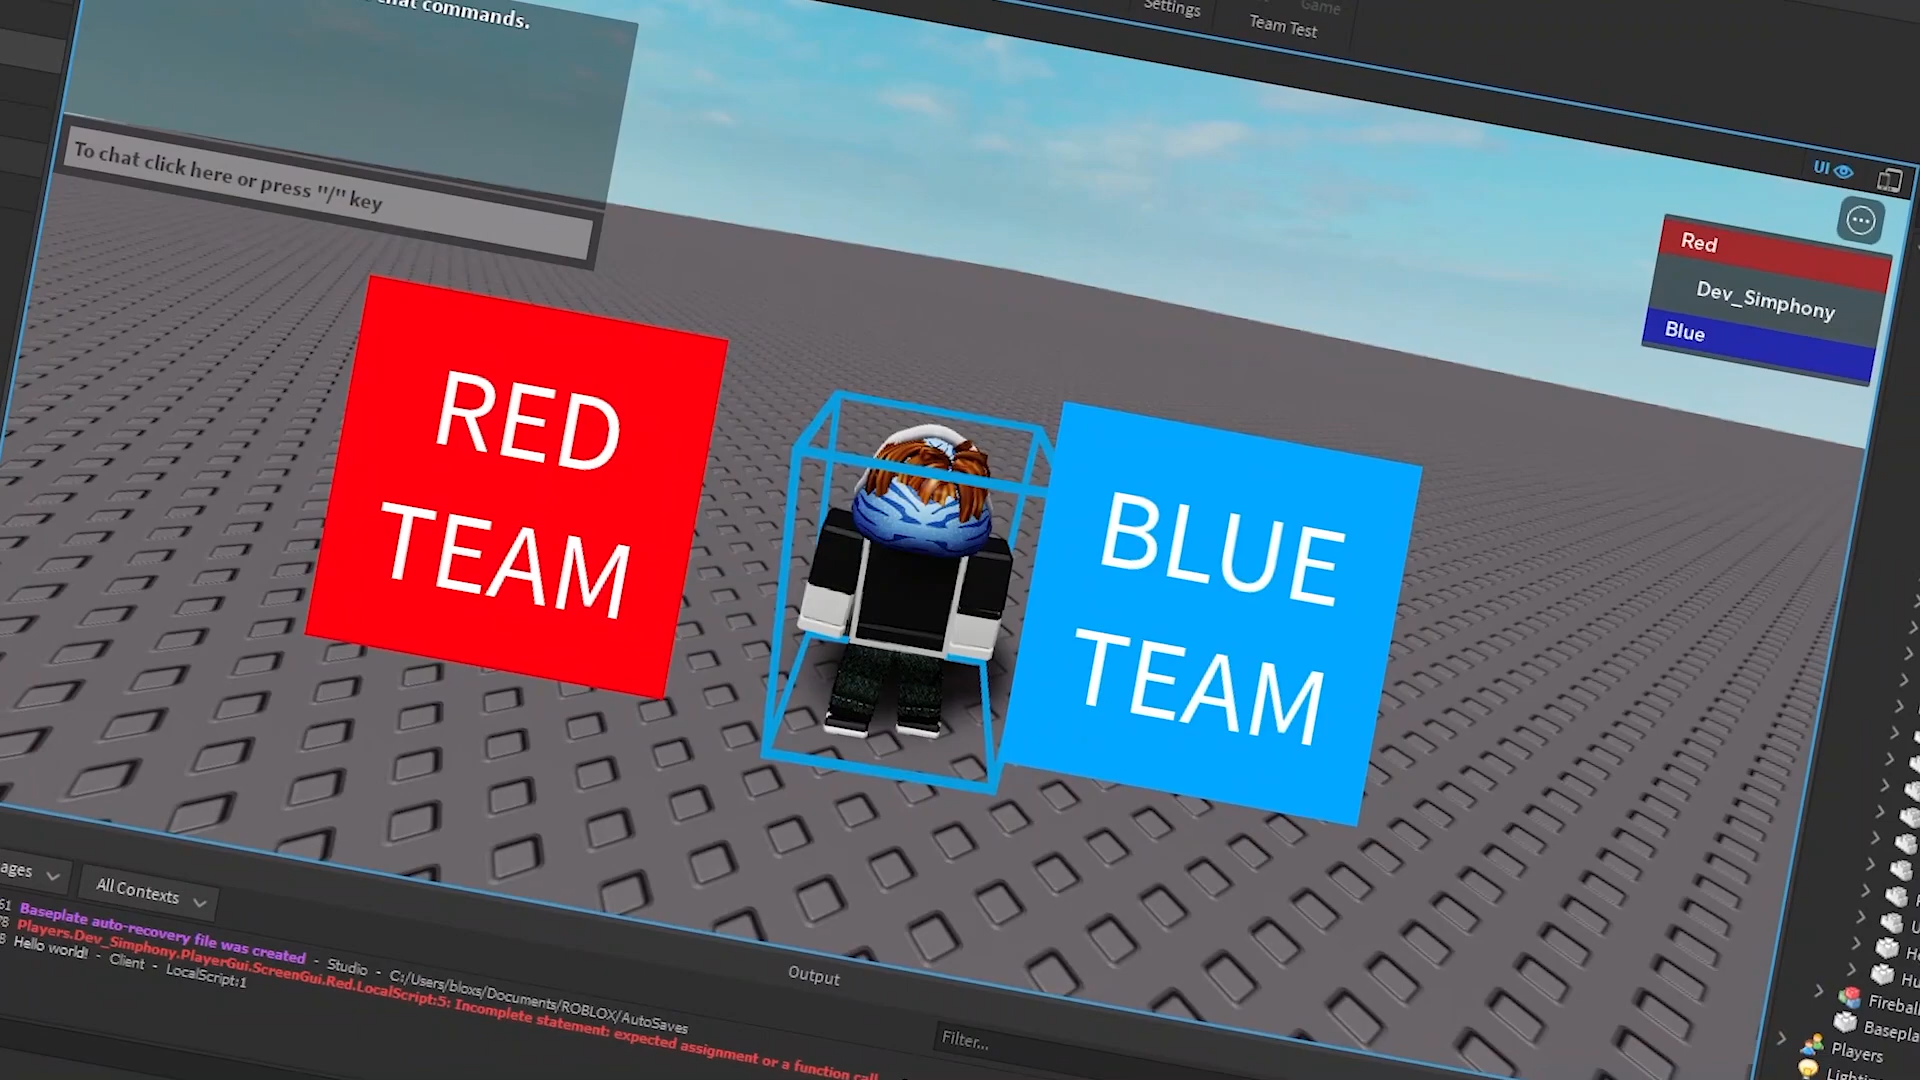 chat commands.
Settings
Game
Team Test
To chat click here or press "/" key
UI
Red
Dev_Simphony
Blue
RED
TEAM
BLUE
TEAM
All Contexts
Output
Baseplate auto-recovery file was created - Studio - C:/Users/bloxs/Documents/ROBLOX/AutoSaves
Players.Dev_Simphony.PlayerGui.ScreenGui.Red.LocalScript:5: Incomplete statement: expected assignment or a function call
Hello world! - Client - LocalScript:1
Filter...
Players